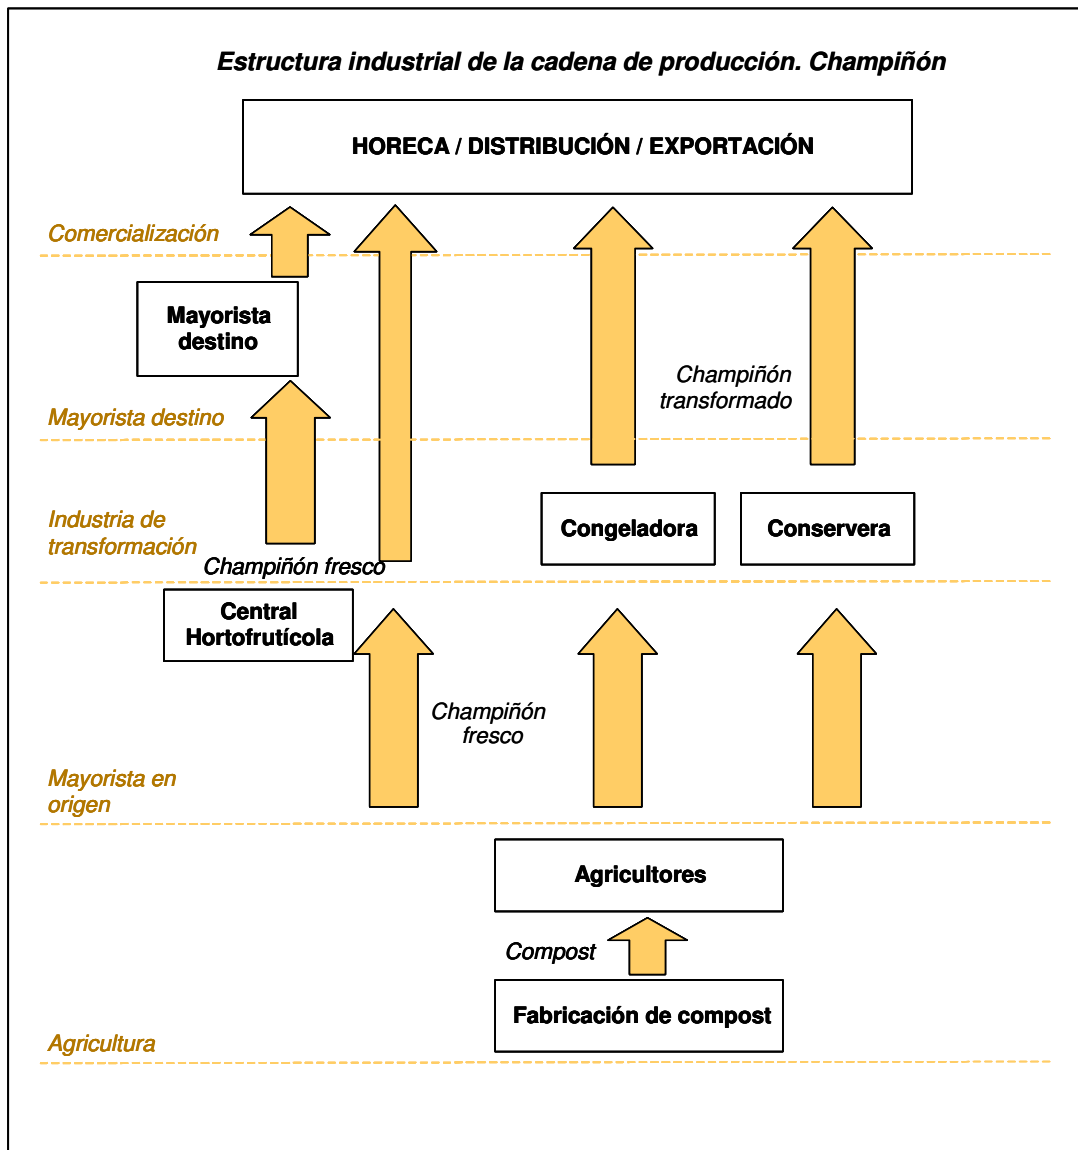 Estructura industrial de la cadena de producción. Champiñón
HORECA / DISTRIBUCIÓN / EXPORTACIÓN
Comercialización
Mayorista
destino
Champiñón
transformado
Mayorista destino
Industria de
transformación
Congeladora
Conservera
Champiñón fresco
Central
Hortofrutícola
Champiñón
fresco
Mayorista en
origen
Agricultores
Compost
Fabricación de compost
Agricultura